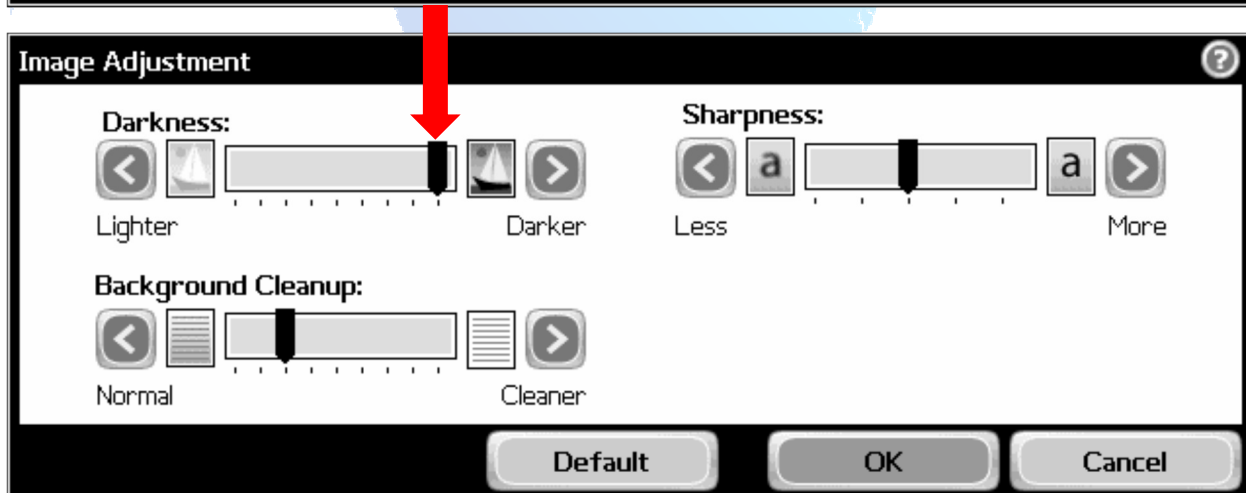 Image Adjustment
?
Darkness:
Sharpness:
a
a
Lighter
Darker
Less
More
Background Cleanup:
Normal
Cleaner
Default
OK
Cancel